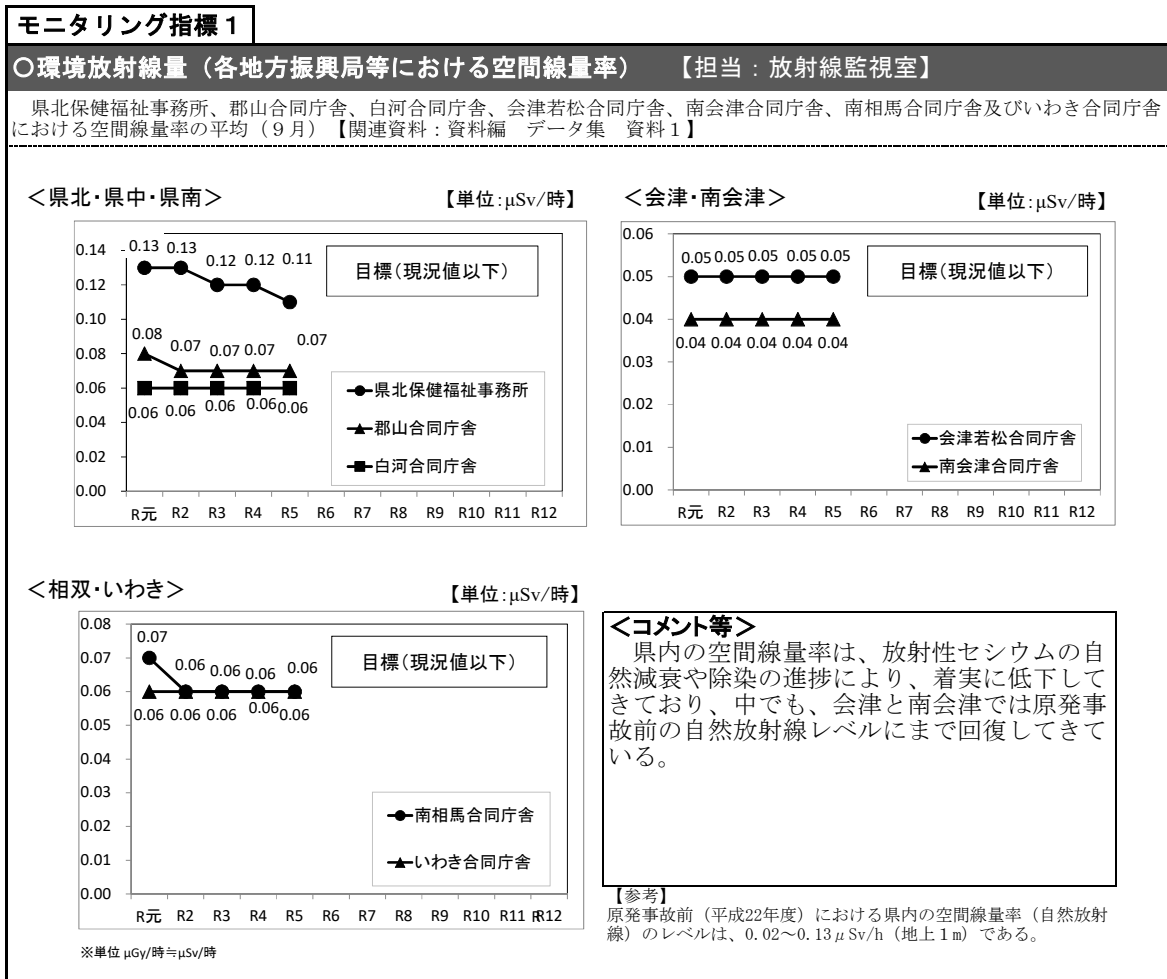 モニタリング指標１
○環境放射線量（各地方振興局等における空間線量率）　【担当：放射線監視室】
県北保健福祉事務所、郡山合同庁舎、白河合同庁舎、会津若松合同庁舎、南会津合同庁舎、南相馬合同庁舎及びいわき合同庁舎
における空間線量率の平均（９月）【関連資料：資料編　データ集　資料１】
＜県北・県中・県南＞　【単位：μSv/時】
0.14
0.12
0.10
0.08
0.06
0.04
0.02
0.00
0.13 0.13 0.12 0.12 0.11
0.08 0.07 0.07 0.07 0.07
0.06 0.06 0.06 0.06 0.06
目標（現況値以下）
県北保健福祉事務所
郡山合同庁舎
白河合同庁舎
R元 R2 R3 R4 R5 R6 R7 R8 R9 R10 R11 R12
＜会津・南会津＞　【単位：μSv/時】
0.06
0.05
0.04
0.03
0.02
0.01
0.00
0.05 0.05 0.05 0.05 0.05
0.04 0.04 0.04 0.04 0.04
目標（現況値以下）
会津若松合同庁舎
南会津合同庁舎
R元 R2 R3 R4 R5 R6 R7 R8 R9 R10 R11 R12
＜相双・いわき＞　【単位：μSv/時】
0.08
0.07
0.06
0.05
0.04
0.03
0.02
0.01
0.00
0.07 0.06 0.06 0.06 0.06
0.06 0.06 0.06 0.06 0.06
目標（現況値以下）
南相馬合同庁舎
いわき合同庁舎
R元 R2 R3 R4 R5 R6 R7 R8 R9 R10 R11 R12
※単位 μGy/時≒μSv/時
＜コメント等＞
県内の空間線量率は、放射性セシウムの自
然減衰や除染の進捗により、着実に低下して
きており、中でも、会津と南会津では原発事
故前の自然放射線レベルにまで回復してきて
いる。
【参考】
原発事故前（平成22年度）における県内の空間線量率（自然放射
線）のレベルは、0.02～0.13μSv/h（地上１m）である。